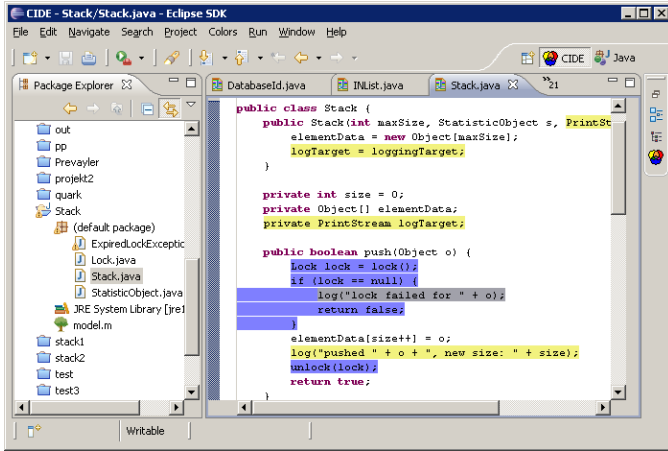 CIDE - Stack/Stack.java - Eclipse SDK
File Edit Navigate Search Project Colors Run Window Help
CIDE Java
Package Explorer
DatabaseId.java INList.java Stack.java 21
out
pp
Prevayler
projekt2
quark
Stack
(default package)
ExpiredLockExceptic
Lock.java
Stack.java
StatisticObject.java
JRE System Library [jre1
model.m
stack1
stack2
test
test3
public class Stack {
public Stack(int maxSize, StatisticObject s, PrintSt
elementData = new Object[maxSize];
logTarget = loggingTarget;
}
private int size = 0;
private Object[] elementData;
private PrintStream logTarget;
public boolean push(Object o) {
Lock lock = lock();
if (lock == null) {
log("lock failed for " + o);
return false;
}
elementData[size++] = o;
log("pushed " + o + ", new size: " + size);
unlock(lock);
return true;
}
Writable